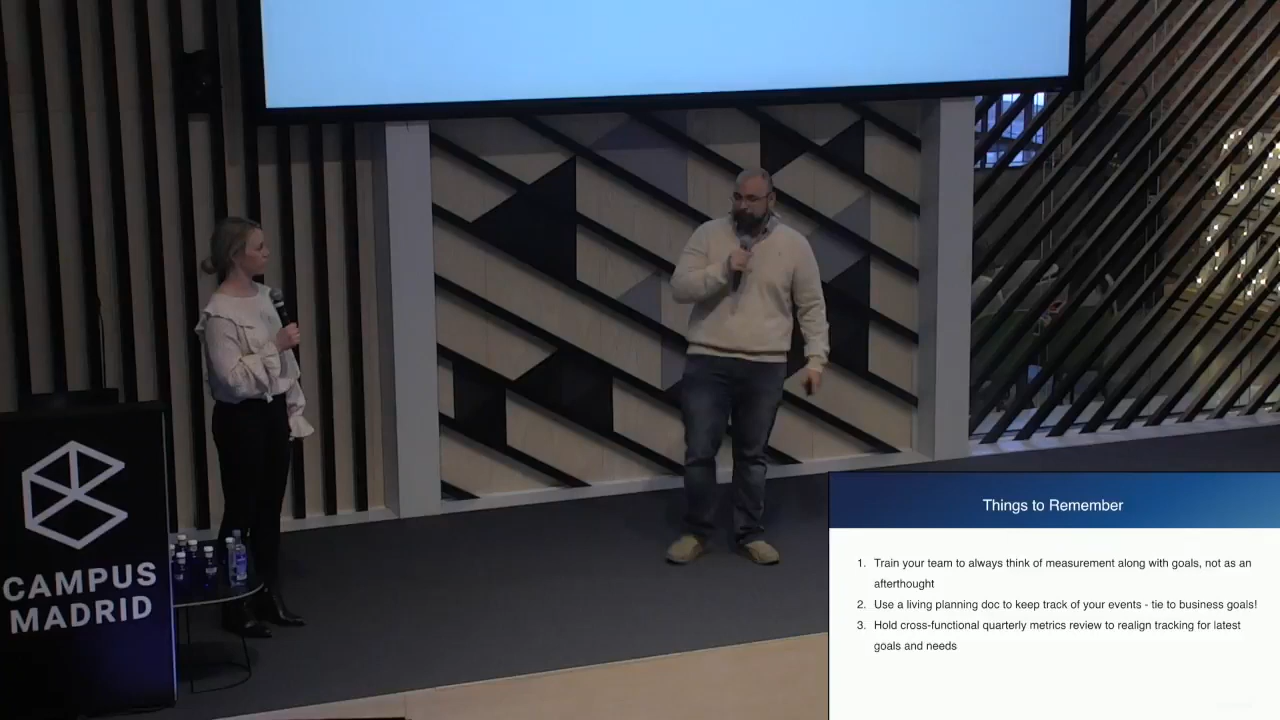 CAMPUS
MADRID
Things to Remember
1. Train your team to always think of measurement along with goals, not as an
afterthought
2. Use a living planning doc to keep track of your events - tie to business goals!
3. Hold cross-functional quarterly metrics review to realign tracking for latest
goals and needs